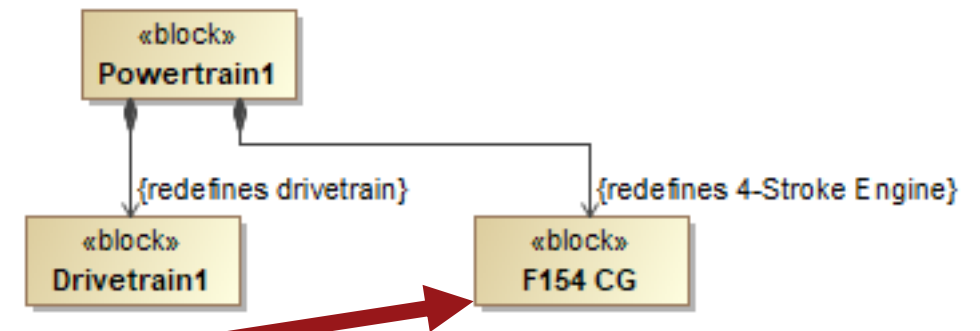 «block»
Powertrain1
{redefines drivetrain}
{redefines 4-Stroke Engine}
«block»
Drivetrain1
«block»
F154 CG